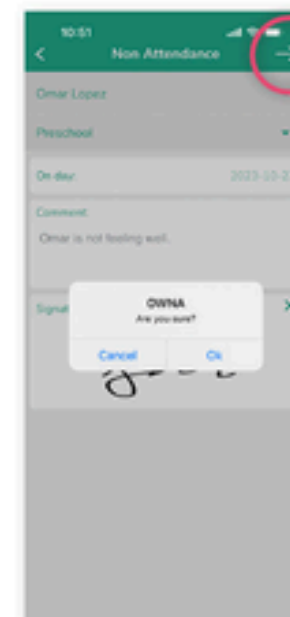 10:51
Non Attendance
Omar Lopez
Preschool
On day: 2023-10-2
Comment:
Omar is not feeling well.
Signat
OWNA
Are you sure?
Cancel Ok